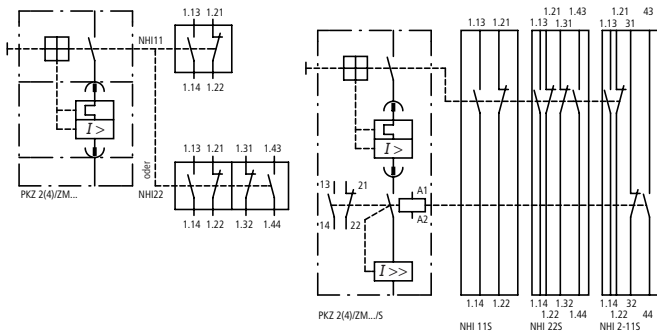 1.13 1.21
NHI11
1.14 1.22
I >
oder
1.13 1.21 1.31 1.43
NHI22
1.14 1.22 1.32 1.44
PKZ 2(4)/ZM...
I >
13 21
A1
14 22
A2
I >>
PKZ 2(4)/ZM.../S
1.13 1.21
1.14 1.22
NHI 11S
1.21 1.43
1.13 1.31
1.14 1.32
1.22 1.44
NHI 22S
1.21 43
1.13 31
1.14 32
1.22 44
NHI 2-11S